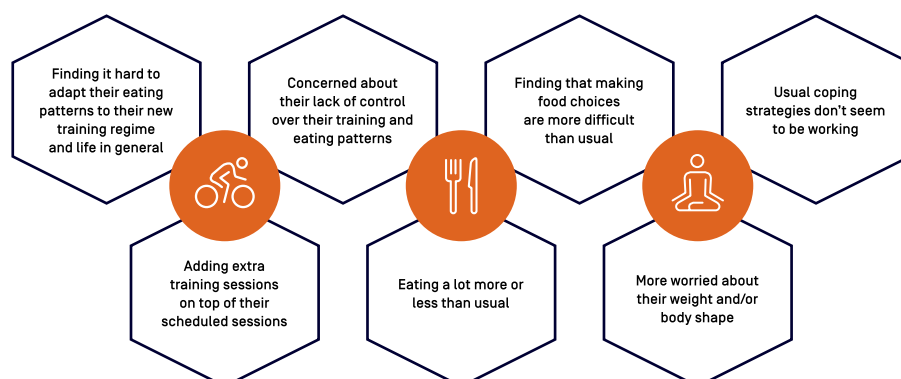 Finding it hard to
adapt their eating
patterns to their new
training regime
and life in general
Concerned about
their lack of control
over their training and
eating patterns
Finding that making
food choices
are more difficult
than usual
Usual coping
strategies don't seem
to be working
Adding extra
training sessions
on top of their
scheduled sessions
Eating a lot more or
less than usual
More worried about
their weight and/or
body shape